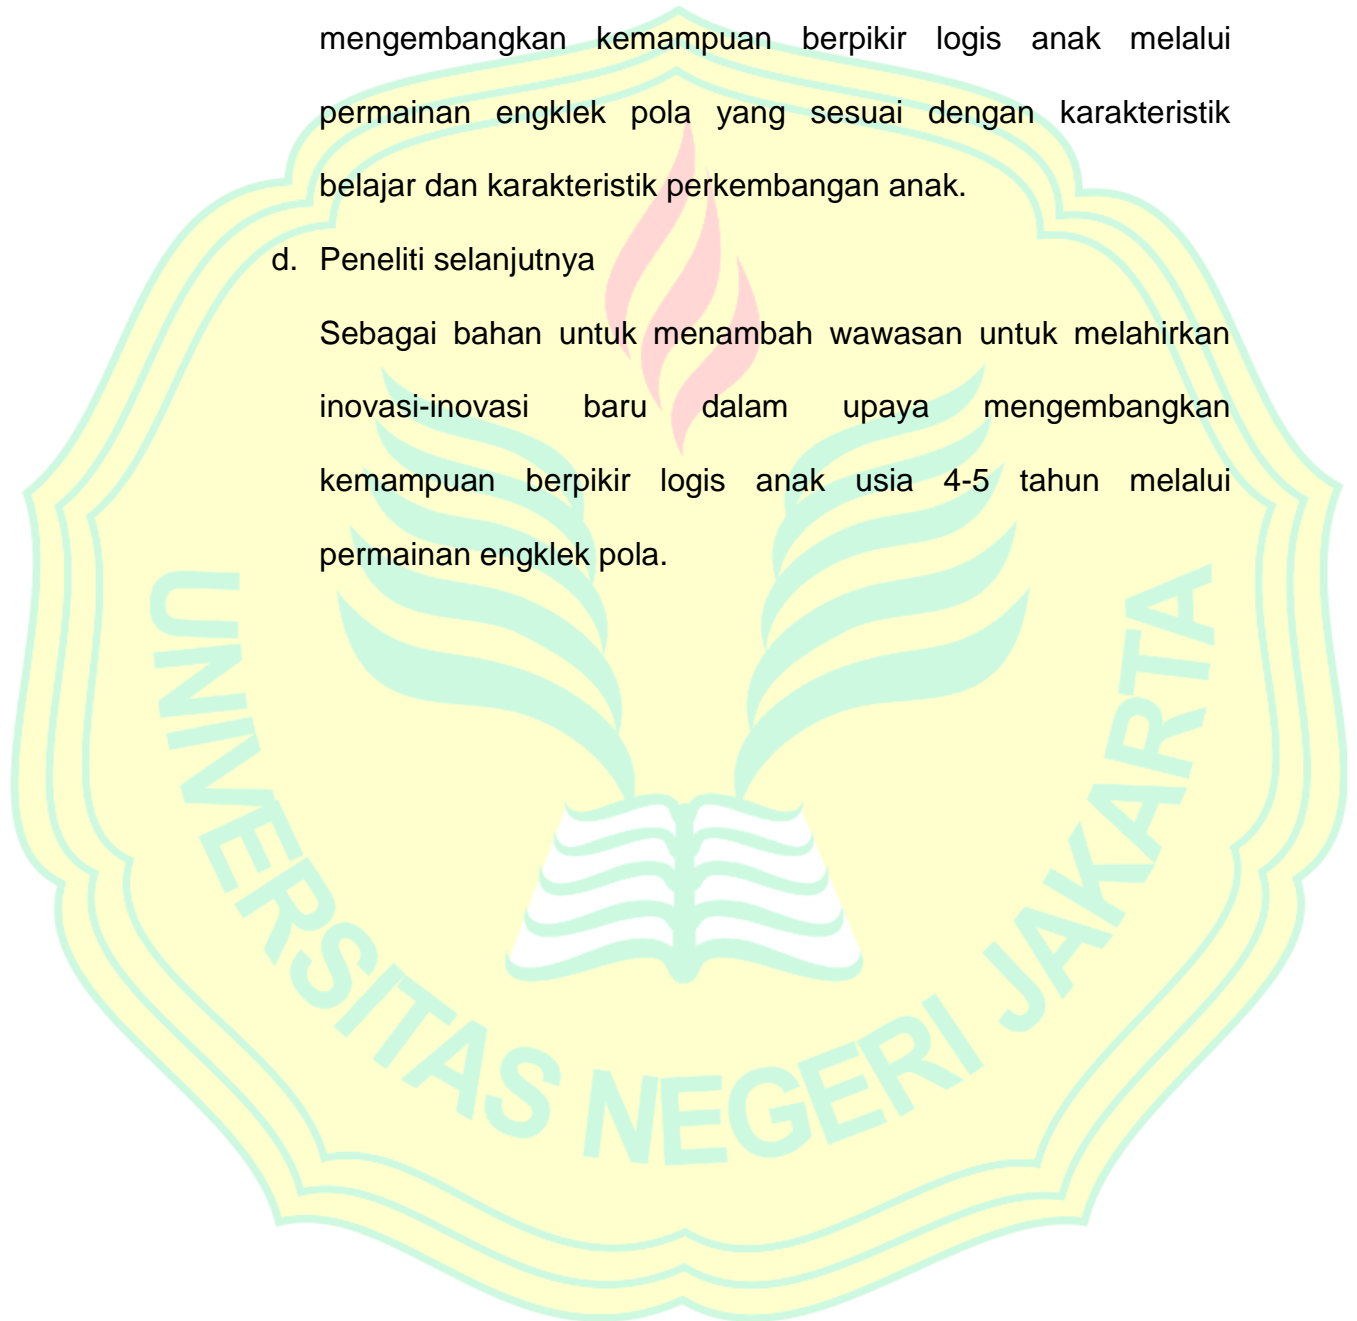 mengembangkan kemampuan berpikir logis anak melalui
permainan engklek pola yang sesuai dengan karakteristik
belajar dan karakteristik perkembangan anak.
d. Peneliti selanjutnya
Sebagai bahan untuk menambah wawasan untuk melahirkan
inovasi-inovasi baru dalam upaya mengembangkan
kemampuan berpikir logis anak usia 4-5 tahun melalui
permainan engklek pola.
UNIVERSITAS NEGERI JAKARTA